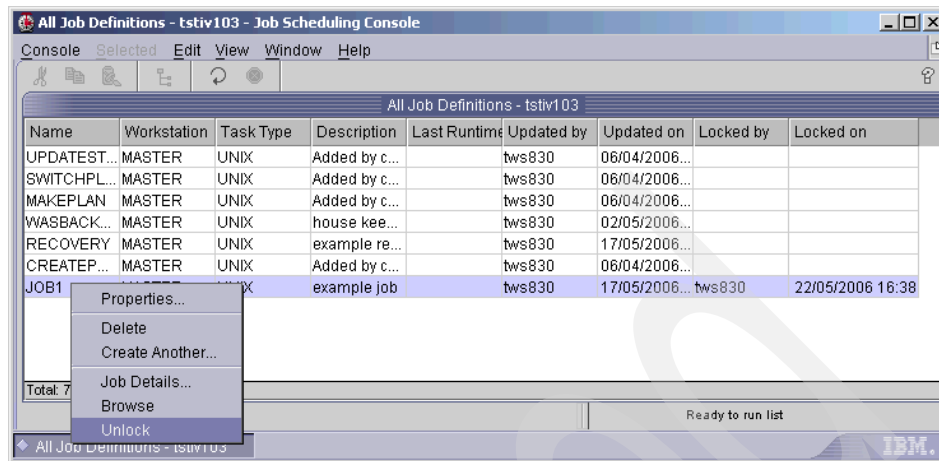 All Job Definitions - tstiv103 - Job Scheduling Console
Console Selected Edit View Window Help
All Job Definitions - tstiv103
Name Workstation Task Type Description Last Runtime Updated by Updated on Locked by Locked on
UPDATEST... MASTER UNIX Added by c... tws830 06/04/2006...
SWITCHPL... MASTER UNIX Added by c... tws830 06/04/2006...
MAKEPLAN MASTER UNIX Added by c... tws830 06/04/2006...
WASBACK... MASTER UNIX house kee... tws830 02/05/2006...
RECOVERY MASTER UNIX example re... tws830 17/05/2006...
CREATEP... MASTER UNIX Added by c... tws830 06/04/2006...
JOB1 example job tws830 17/05/2006... tws830 22/05/2006 16:38
Properties...
Delete
Create Another...
Job Details...
Browse
Unlock
Total: 7
Ready to run list
All Job Definitions - tstiv103
IBM.